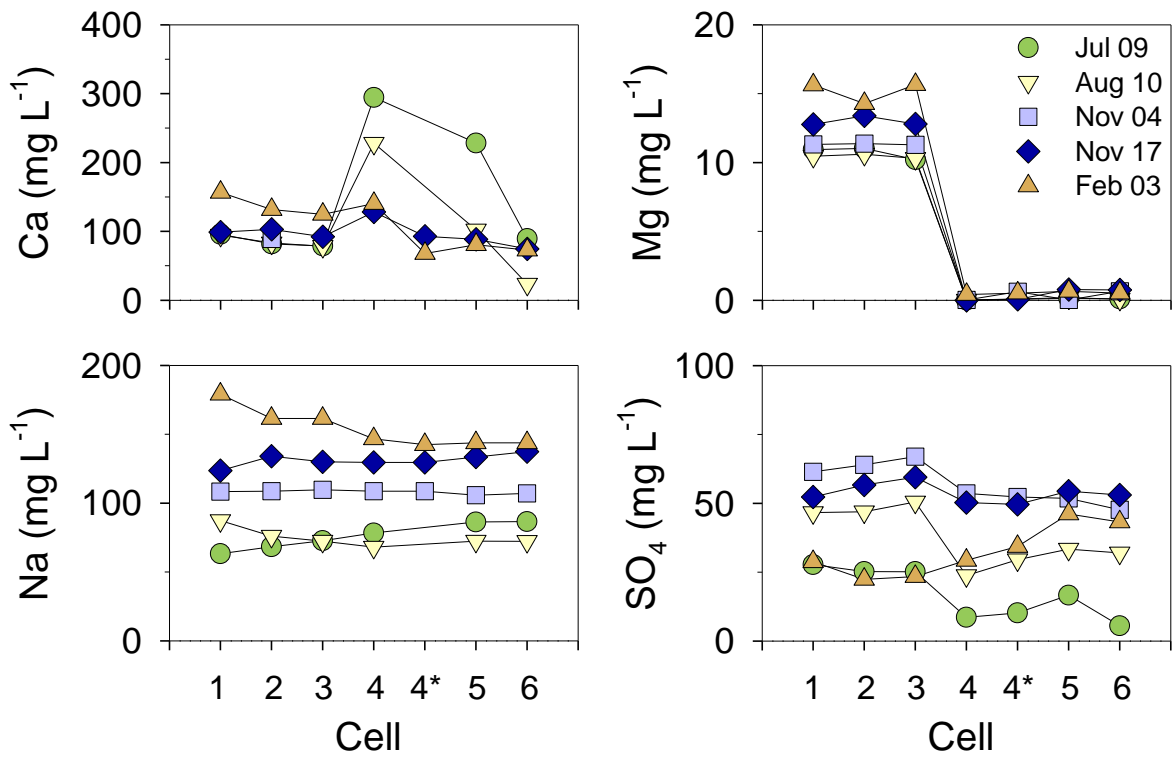 400
300
200
100
0
Ca (mg L⁻¹)
20
10
0
Mg (mg L⁻¹)
Jul 09
Aug 10
Nov 04
Nov 17
Feb 03
200
100
0
Na (mg L⁻¹)
1 2 3 4 4* 5 6
Cell
100
50
0
SO₄ (mg L⁻¹)
1 2 3 4 4* 5 6
Cell